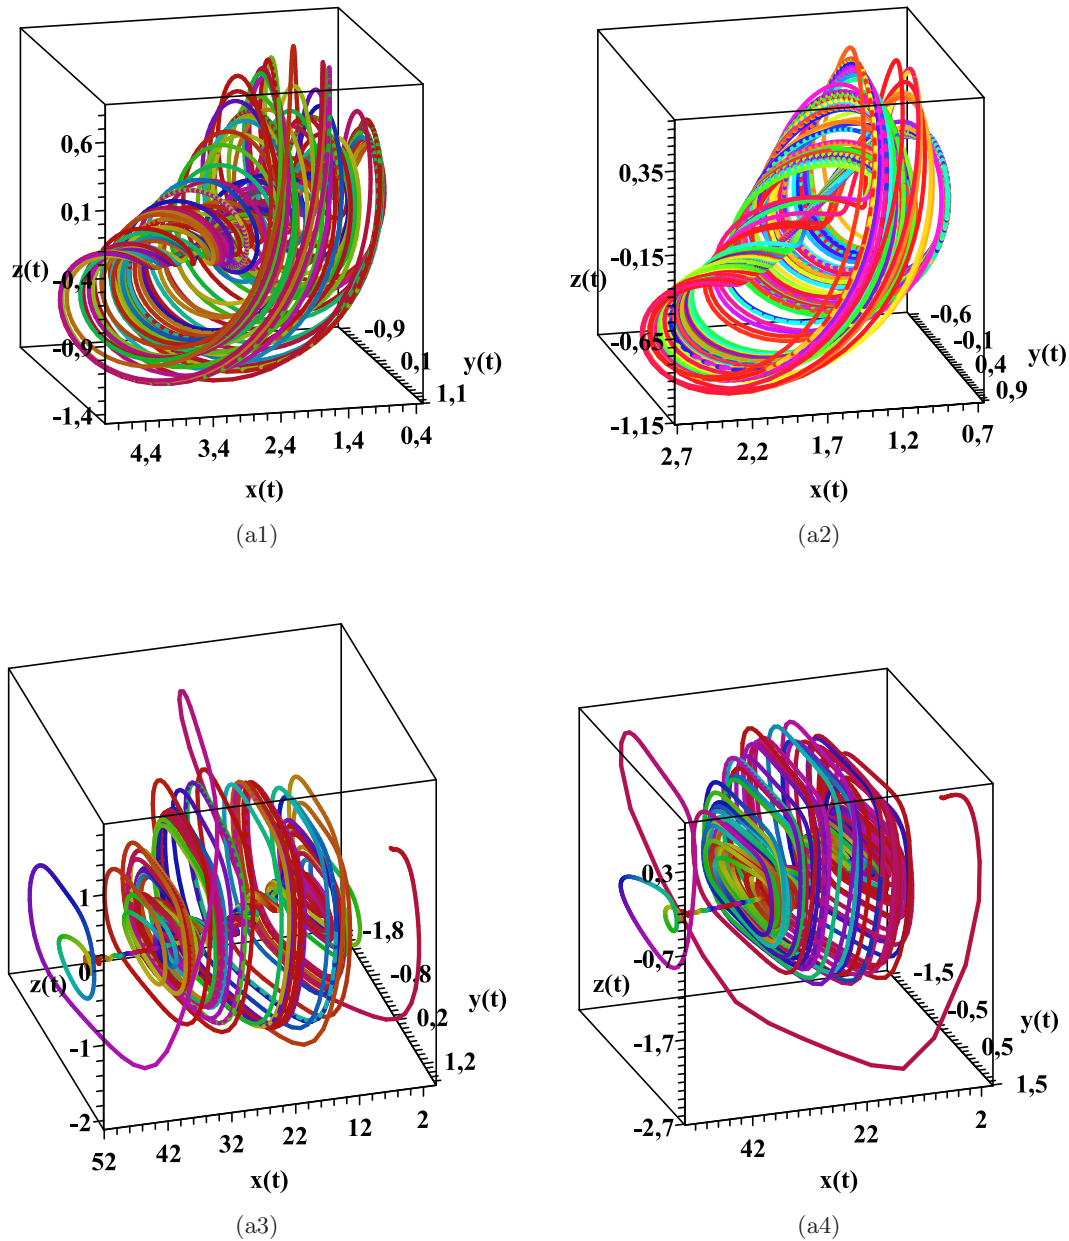 0,6
0,1
z(t)
-0,4
-0,9
-1,4
4,4 3,4 2,4 1,4 0,4
x(t)
-0,9
0,1
1,1
y(t)
(a1)
0,35
-0,15
z(t)
-0,65
-1,15
2,7 2,2 1,7 1,2 0,7
x(t)
-0,6
-0,1
0,4
0,9
y(t)
(a2)
1
0
z(t)
-1
-2
52 42 32 22 12 2
x(t)
-1,8
-0,8
0,2
1,2
y(t)
(a3)
0,3
-0,7
z(t)
-1,7
-2,7
42 22 2
x(t)
-1,5
-0,5
0,5
1,5
y(t)
(a4)